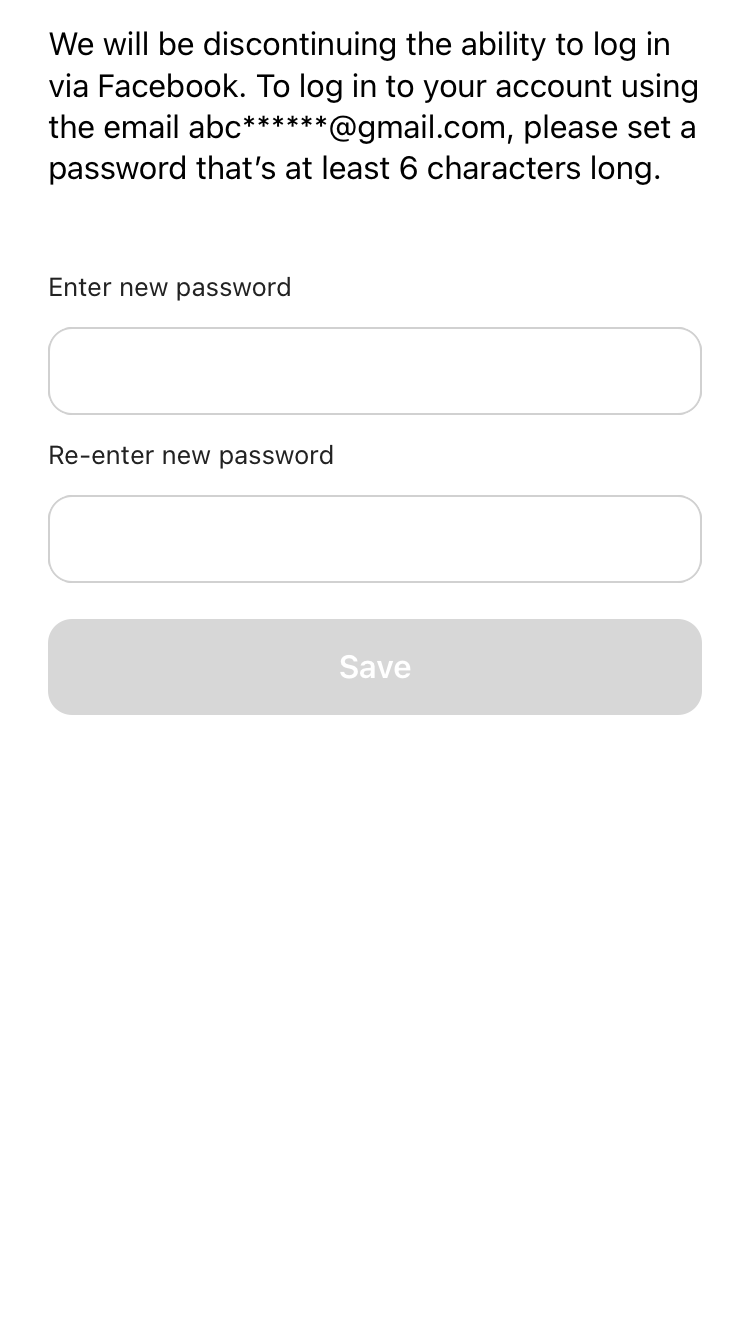 We will be discontinuing the ability to log in
via Facebook. To log in to your account using
the email abc******@gmail.com, please set a
password that’s at least 6 characters long.
Enter new password
Re-enter new password
Save